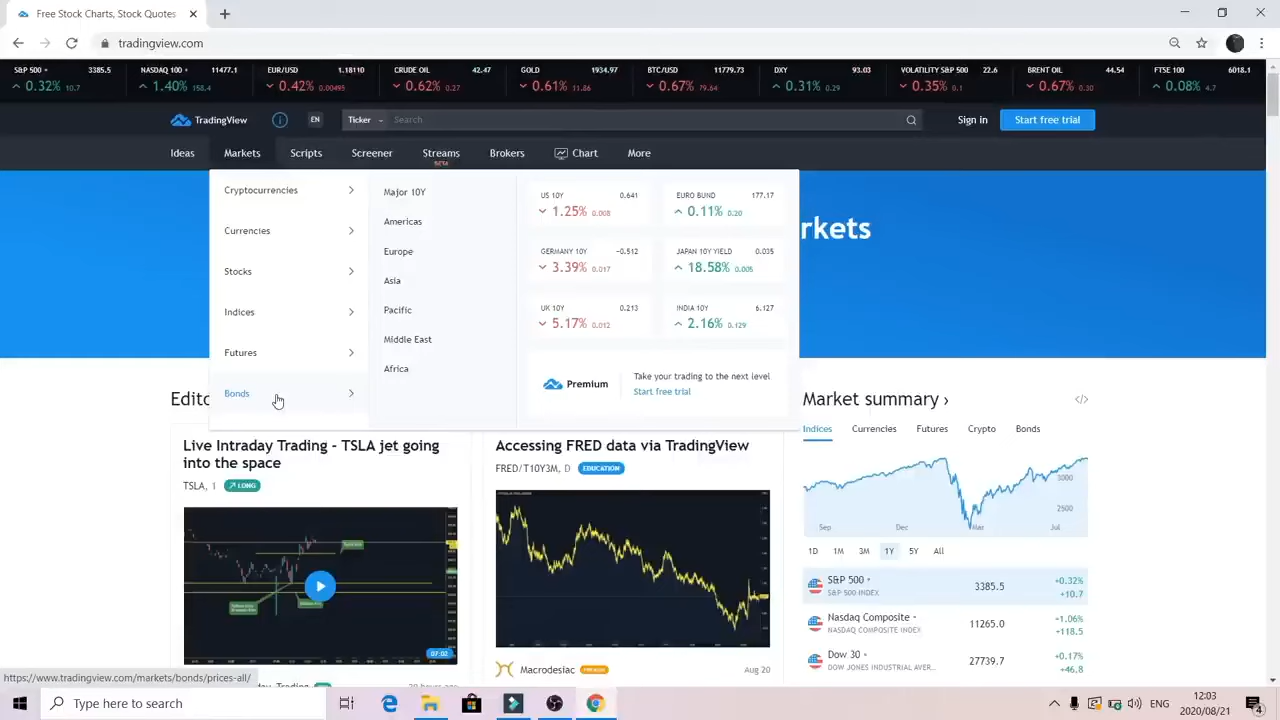 Free Stock Charts, Stock Quotes
tradingview.com
S&P 500 3385.5
0.32% 10.7
NASDAQ 100 11477.1
1.40% 158.4
EUR/USD 1.18110
0.42% 0.00495
CRUDE OIL 42.47
0.62% 0.27
GOLD 1934.97
0.61% 11.86
BTC/USD 11779.73
0.67% 79.64
DXY 93.03
0.31% 0.29
VOLATILITY S&P 500 22.6
0.35% 0.1
BRENT OIL 44.54
0.67% 0.30
FTSE 100 6018.1
0.08% 4.7
TradingView EN Ticker Search Sign in Start free trial
Ideas Markets Scripts Screener Streams Brokers Chart More
BETA
Cryptocurrencies
Currencies
Stocks
Indices
Futures
Bonds
Major 10Y
Americas
Europe
Asia
Pacific
Middle East
Africa
US 10Y 0.641
1.25% 0.008
EURO BUND 177.17
0.11% 0.20
GERMANY 10Y −0.512
3.39% 0.017
JAPAN 10Y YIELD 0.035
18.58% 0.005
UK 10Y 0.213
5.17% 0.012
INDIA 10Y 6.127
2.16% 0.129
Premium
Take your trading to the next level
Start free trial
rkets
Edito
Live Intraday Trading - TSLA jet going
into the space
TSLA, 1 LONG
07:02
Accessing FRED data via TradingView
FRED/T10Y3M, D EDUCATION
Macrodesiac PREMIUM Aug 20
Market summary ›
Indices Currencies Futures Crypto Bonds
3000
2500
Sep Dec Mar Jul
1D 1M 3M 1Y 5Y All
S&P 500 3385.5 +0.32%
S&P 500 INDEX +10.7
Nasdaq Composite 11265.0 +1.06%
NASDAQ COMPOSITE INDEX +118.5
Dow 30 27739.7 +0.17%
DOW JONES INDUSTRIAL AVER... +46.8
https://www.tradingview.com/markets/bonds/prices-all/
Type here to search
ENG
12:03
2020/08/21
4